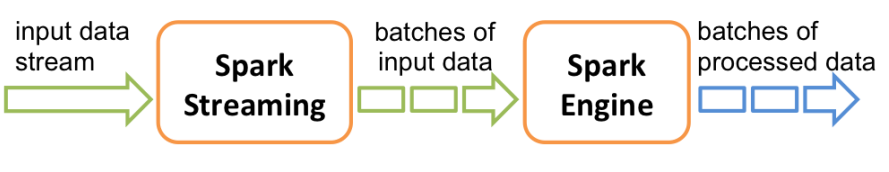 input data
stream
Spark
Streaming
batches of
input data
Spark
Engine
batches of
processed data